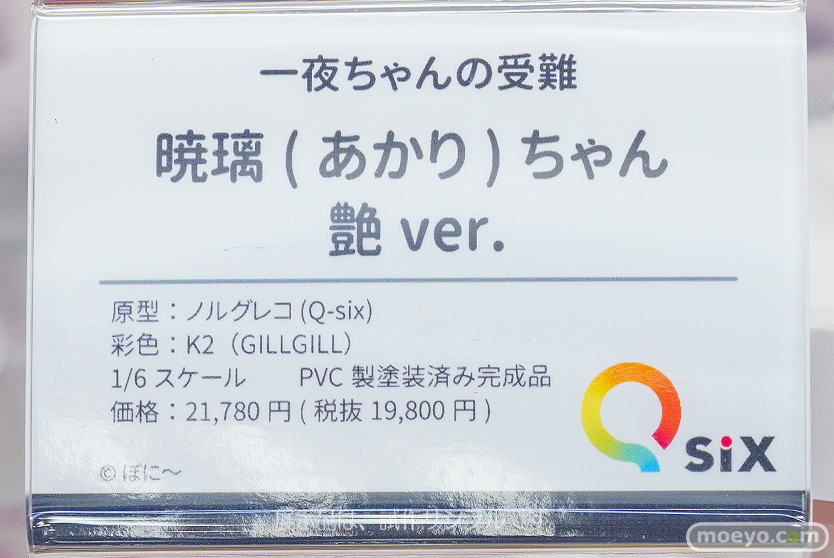 一夜ちゃんの受難
暁璃 ( あかり ) ちゃん
艶 ver.
原型：ノルグレコ (Q-six)
彩色：K2（GILLGILL）
1/6 スケール　　PVC 製塗装済み完成品
価格：21,780 円 ( 税抜 19,800 円 )
© ぽに〜
six
moeyo.com